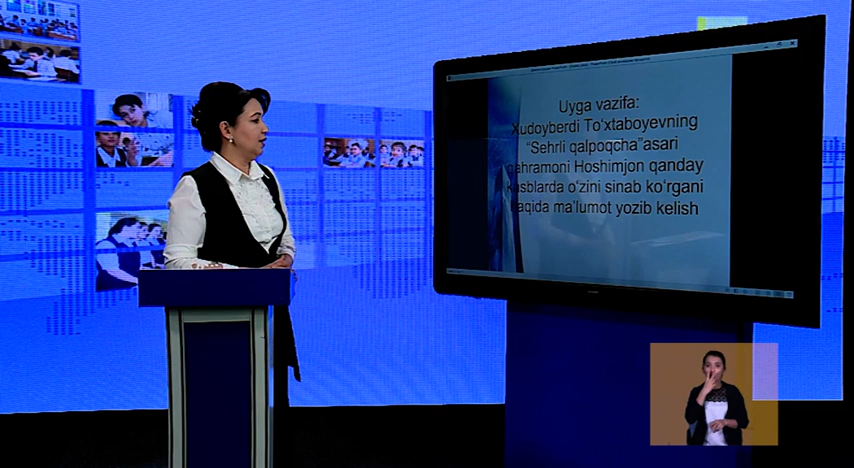 Uyga vazifa:
Xudoyberdi To‘xtaboyevning
“Sehrli qalpoqcha”asari
qahramoni Hoshimjon qanday
kasblarda o‘zini sinab ko‘rgani
haqida ma’lumot yozib kelish